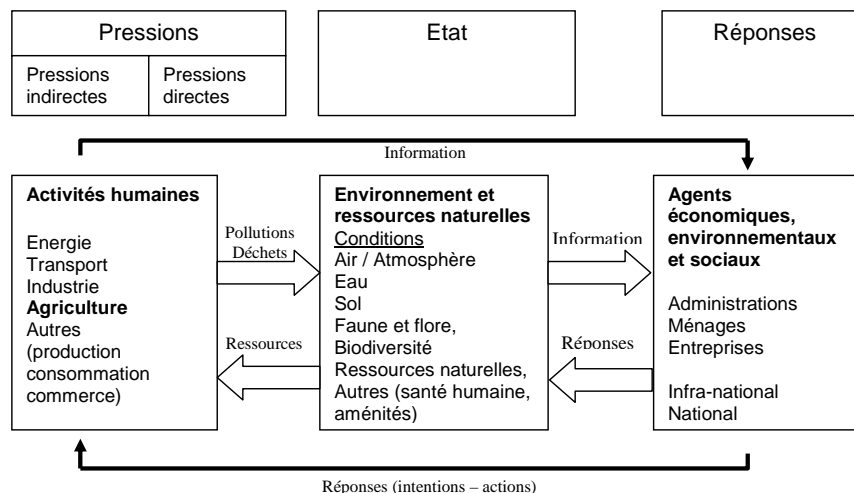 Pressions
Pressions
indirectes
Pressions
directes
Etat
Réponses
Information
Activités humaines
Energie
Transport
Industrie
Agriculture
Autres
(production
consommation
commerce)
Pollutions
Déchets
Ressources
Environnement et
ressources naturelles
Conditions
Air / Atmosphère
Eau
Sol
Faune et flore,
Biodiversité
Ressources naturelles,
Autres (santé humaine,
aménités)
Information
Réponses
Agents
économiques,
environnementaux
et sociaux
Administrations
Ménages
Entreprises
Infra-national
National
Réponses (intentions – actions)